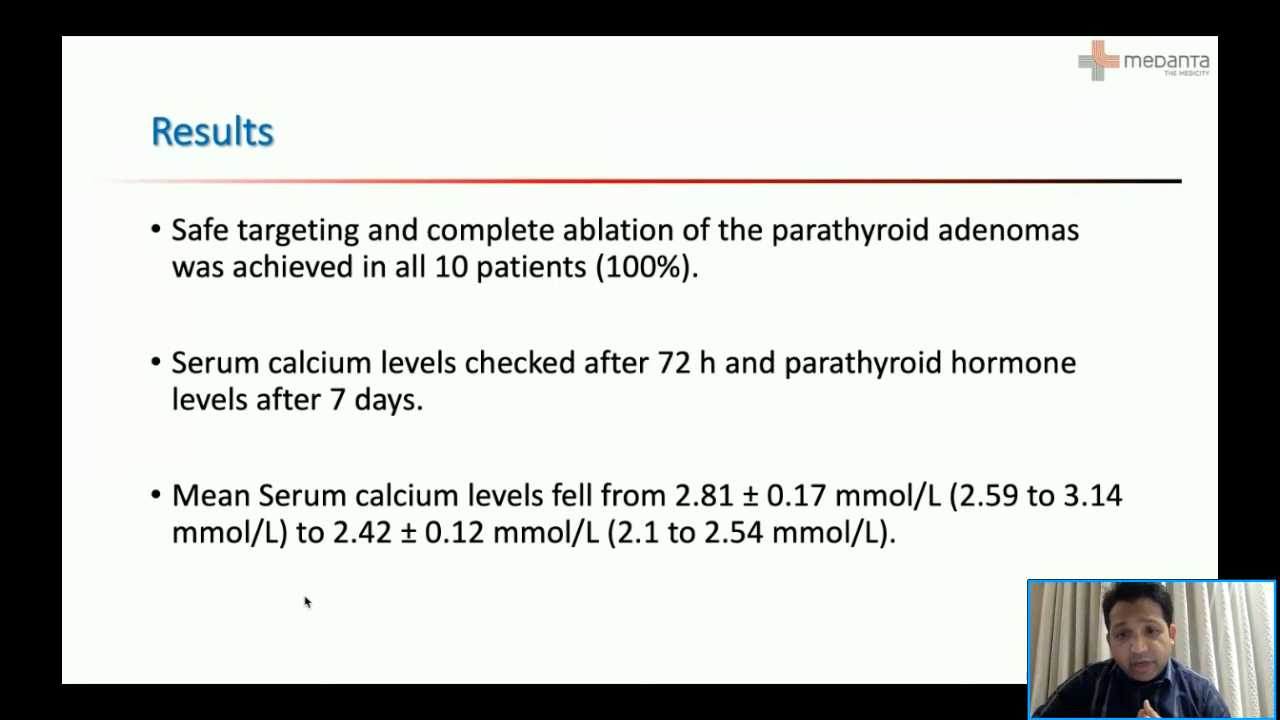 medanta
THE MEDICITY
Results
• Safe targeting and complete ablation of the parathyroid adenomas
was achieved in all 10 patients (100%).
• Serum calcium levels checked after 72 h and parathyroid hormone
levels after 7 days.
• Mean Serum calcium levels fell from 2.81 ± 0.17 mmol/L (2.59 to 3.14
mmol/L) to 2.42 ± 0.12 mmol/L (2.1 to 2.54 mmol/L).